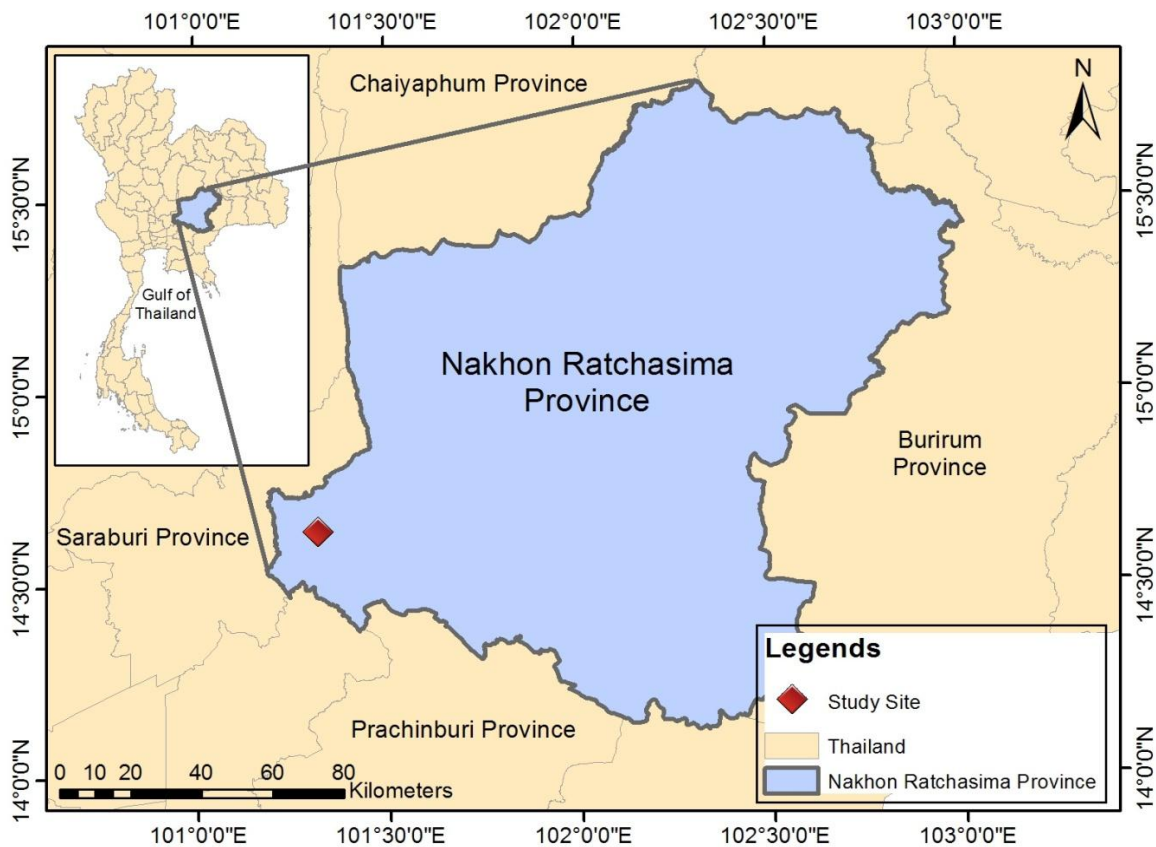 101°0'0"E 101°30'0"E 102°0'0"E 102°30'0"E 103°0'0"E
N
Chaiyaphum Province
15°30'0"N
15°30'0"N
Gulf of
Thailand
Nakhon Ratchasima
Province
15°0'0"N
15°0'0"N
Burirum
Province
Saraburi Province
14°30'0"N
14°30'0"N
Legends
Study Site
Thailand
Nakhon Ratchasima Province
Prachinburi Province
0 10 20 40 60 80
Kilometers
14°0'0"N
14°0'0"N
101°0'0"E 101°30'0"E 102°0'0"E 102°30'0"E 103°0'0"E